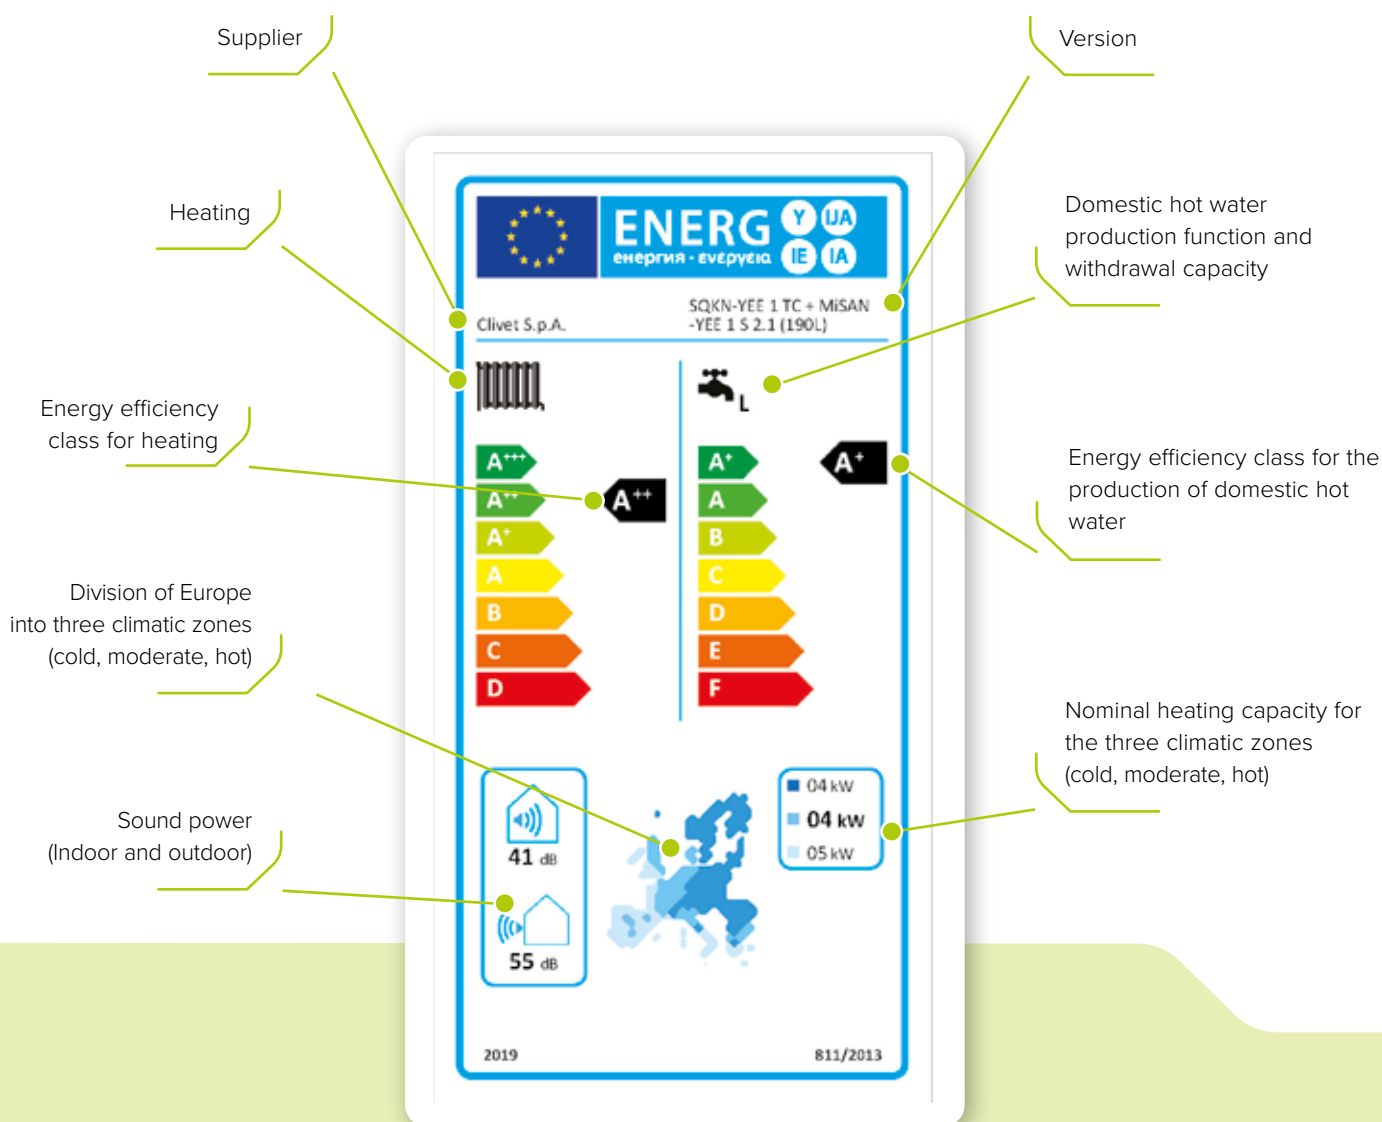 Supplier
Version
Heating
Domestic hot water
production function and
withdrawal capacity
ENERG
енергия · ενεργεια
Y IJA
IE IA
Clivet S.p.A.
SQKN-YEE 1 TC + MiSAN
-YEE 1 S 2.1 (190L)
L
Energy efficiency
class for heating
A+++
A++
A+
A
B
C
D
A++
A+
A
B
C
D
E
F
A+
Energy efficiency class for the
production of domestic hot
water
Division of Europe
into three climatic zones
(cold, moderate, hot)
Nominal heating capacity for
the three climatic zones
(cold, moderate, hot)
Sound power
(Indoor and outdoor)
41 dB
55 dB
04 kW
04 kW
05 kW
2019
811/2013